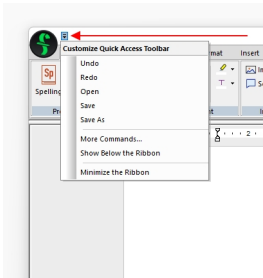 Customize Quick Access Toolbar
Undo
Redo
Open
Save
Save As
More Commands...
Show Below the Ribbon
Minimize the Ribbon
rmat
Insert
Sp
Spelling
T
Pr
2